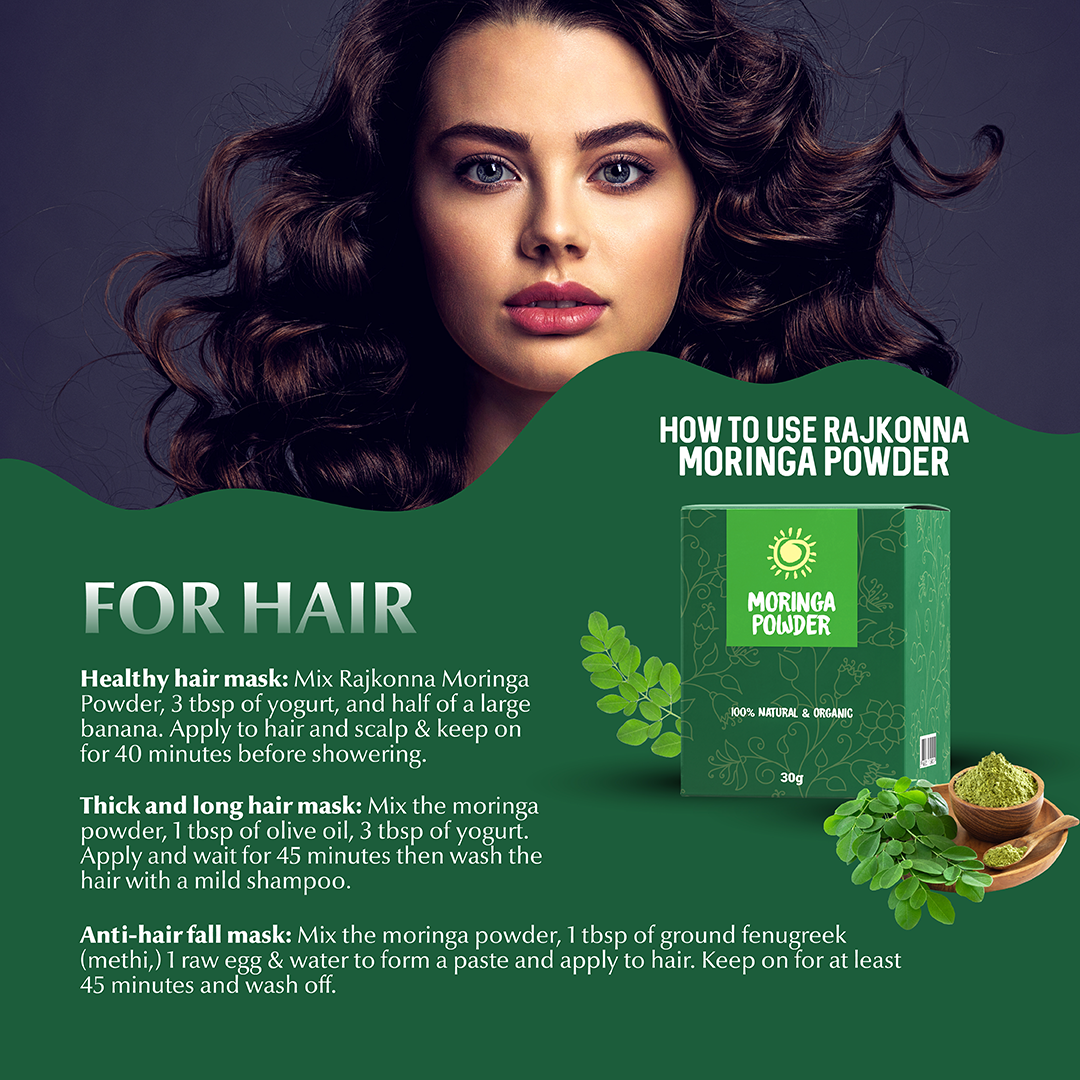 HOW TO USE RAJKONNA
MORINGA POWDER
MORINGA
POWDER
100% NATURAL & ORGANIC
30g
FOR HAIR
Healthy hair mask: Mix Rajkonna Moringa
Powder, 3 tbsp of yogurt, and half of a large
banana. Apply to hair and scalp & keep on
for 40 minutes before showering.
Thick and long hair mask: Mix the moringa
powder, 1 tbsp of olive oil, 3 tbsp of yogurt.
Apply and wait for 45 minutes then wash the
hair with a mild shampoo.
Anti-hair fall mask: Mix the moringa powder, 1 tbsp of ground fenugreek
(methi,) 1 raw egg & water to form a paste and apply to hair. Keep on for at least
45 minutes and wash off.